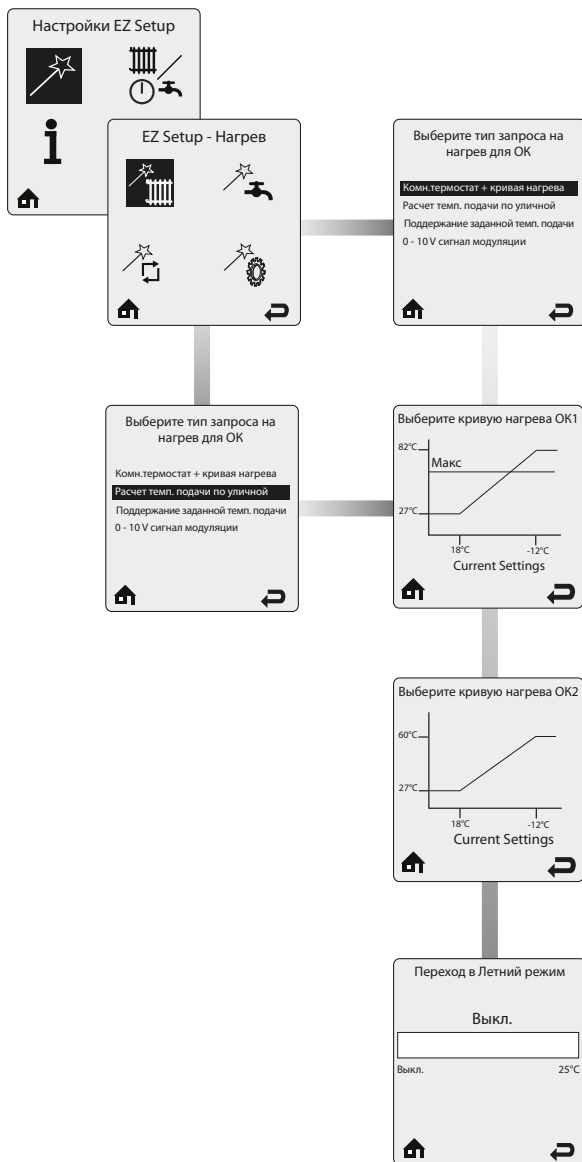 Настройки EZ Setup
EZ Setup - Нагрев
Выберите тип запроса на
нагрев для ОК
Комн.термостат + кривая нагрева
Расчет темп. подачи по уличной
Поддержание заданной темп. подачи
0 - 10 V сигнал модуляции
Выберите тип запроса на
нагрев для ОК
Комн.термостат + кривая нагрева
Расчет темп. подачи по уличной
Поддержание заданной темп. подачи
0 - 10 V сигнал модуляции
Выберите кривую нагрева ОК1
82°C
Макс
27°C
18°C -12°C
Current Settings
Выберите кривую нагрева ОК2
60°C
27°C
18°C -12°C
Current Settings
Переход в Летний режим
Выкл.
Выкл. 25°C